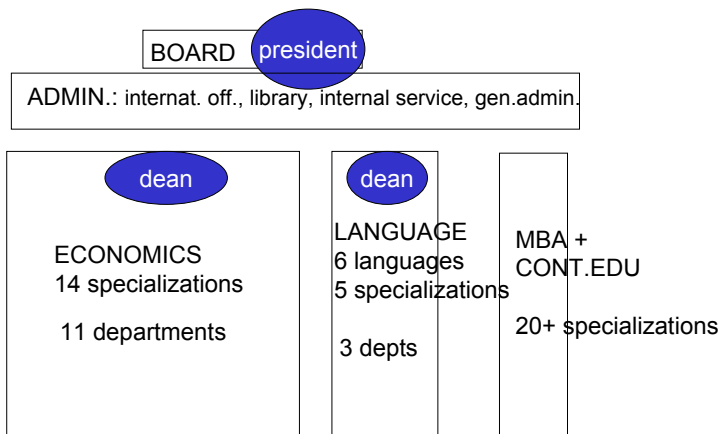 BOARD president
ADMIN.: internat. off., library, internal service, gen.admin.
dean
ECONOMICS
14 specializations
11 departments
dean
LANGUAGE
6 languages
5 specializations
3 depts
MBA +
CONT.EDU
20+ specializations